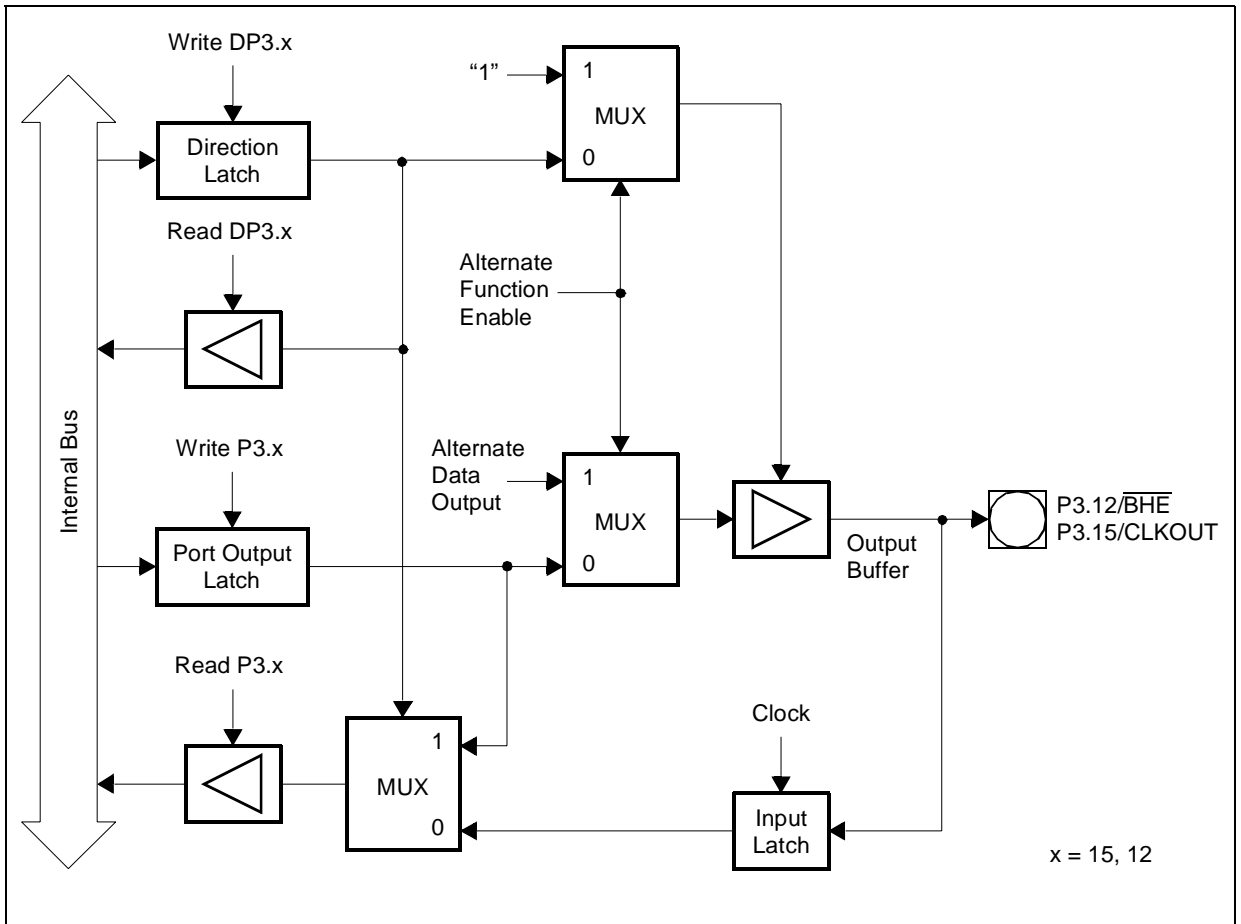 Write DP3.x
“1”
1
MUX
0
Direction
Latch
Read DP3.x
Alternate
Function
Enable
Internal Bus
Write P3.x
Alternate
Data
Output
1
MUX
0
P3.12/B̅H̅E̅
P3.15/CLKOUT
Port Output
Latch
Output
Buffer
Read P3.x
Clock
1
MUX
0
Input
Latch
x = 15, 12